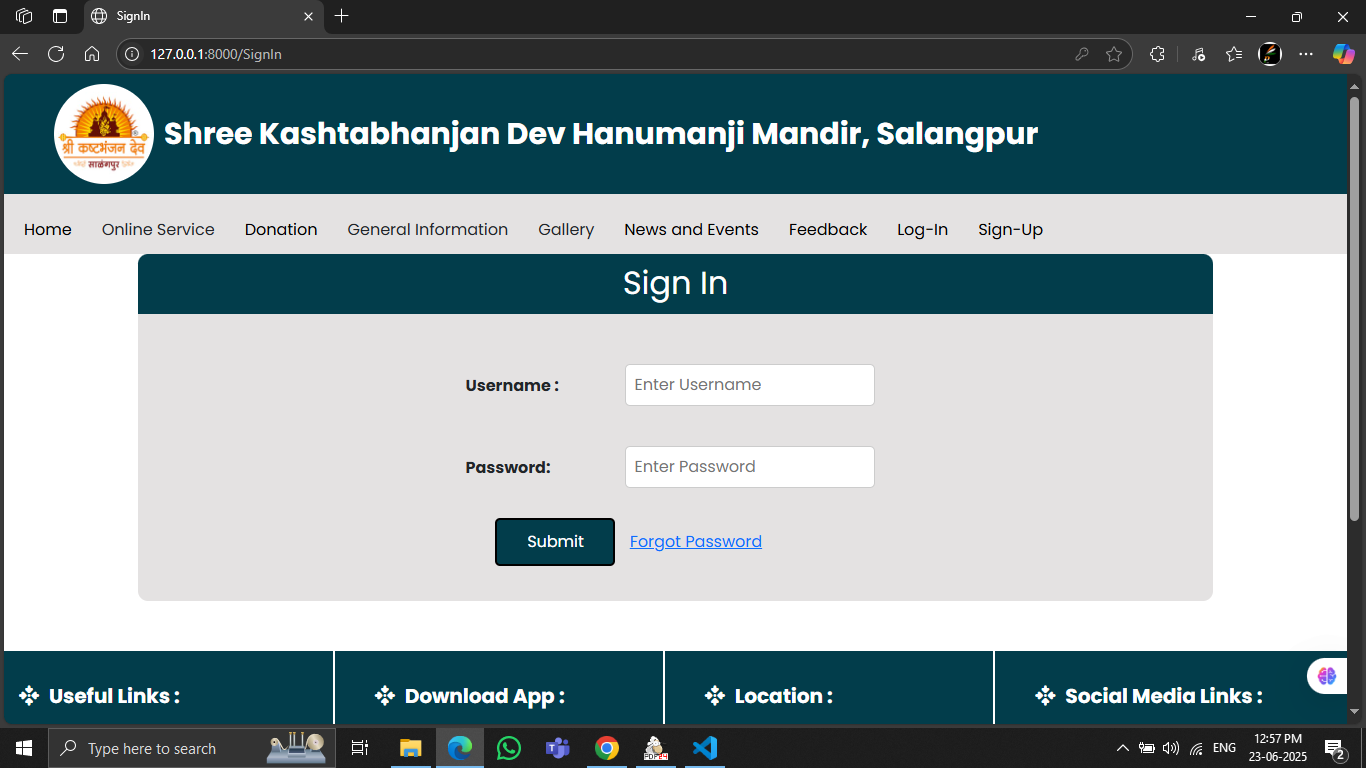 SignIn
127.0.0.1:8000/SignIn
श्री कष्टभंजन देव
साळंगपुर
Shree Kashtabhanjan Dev Hanumanji Mandir, Salangpur
Home Online Service Donation General Information Gallery News and Events Feedback Log-In Sign-Up
Sign In
Username : Enter Username
Password: Enter Password
Submit Forgot Password
Useful Links : Download App : Location : Social Media Links :
Type here to search
ENG
12:57 PM
23-06-2025
2